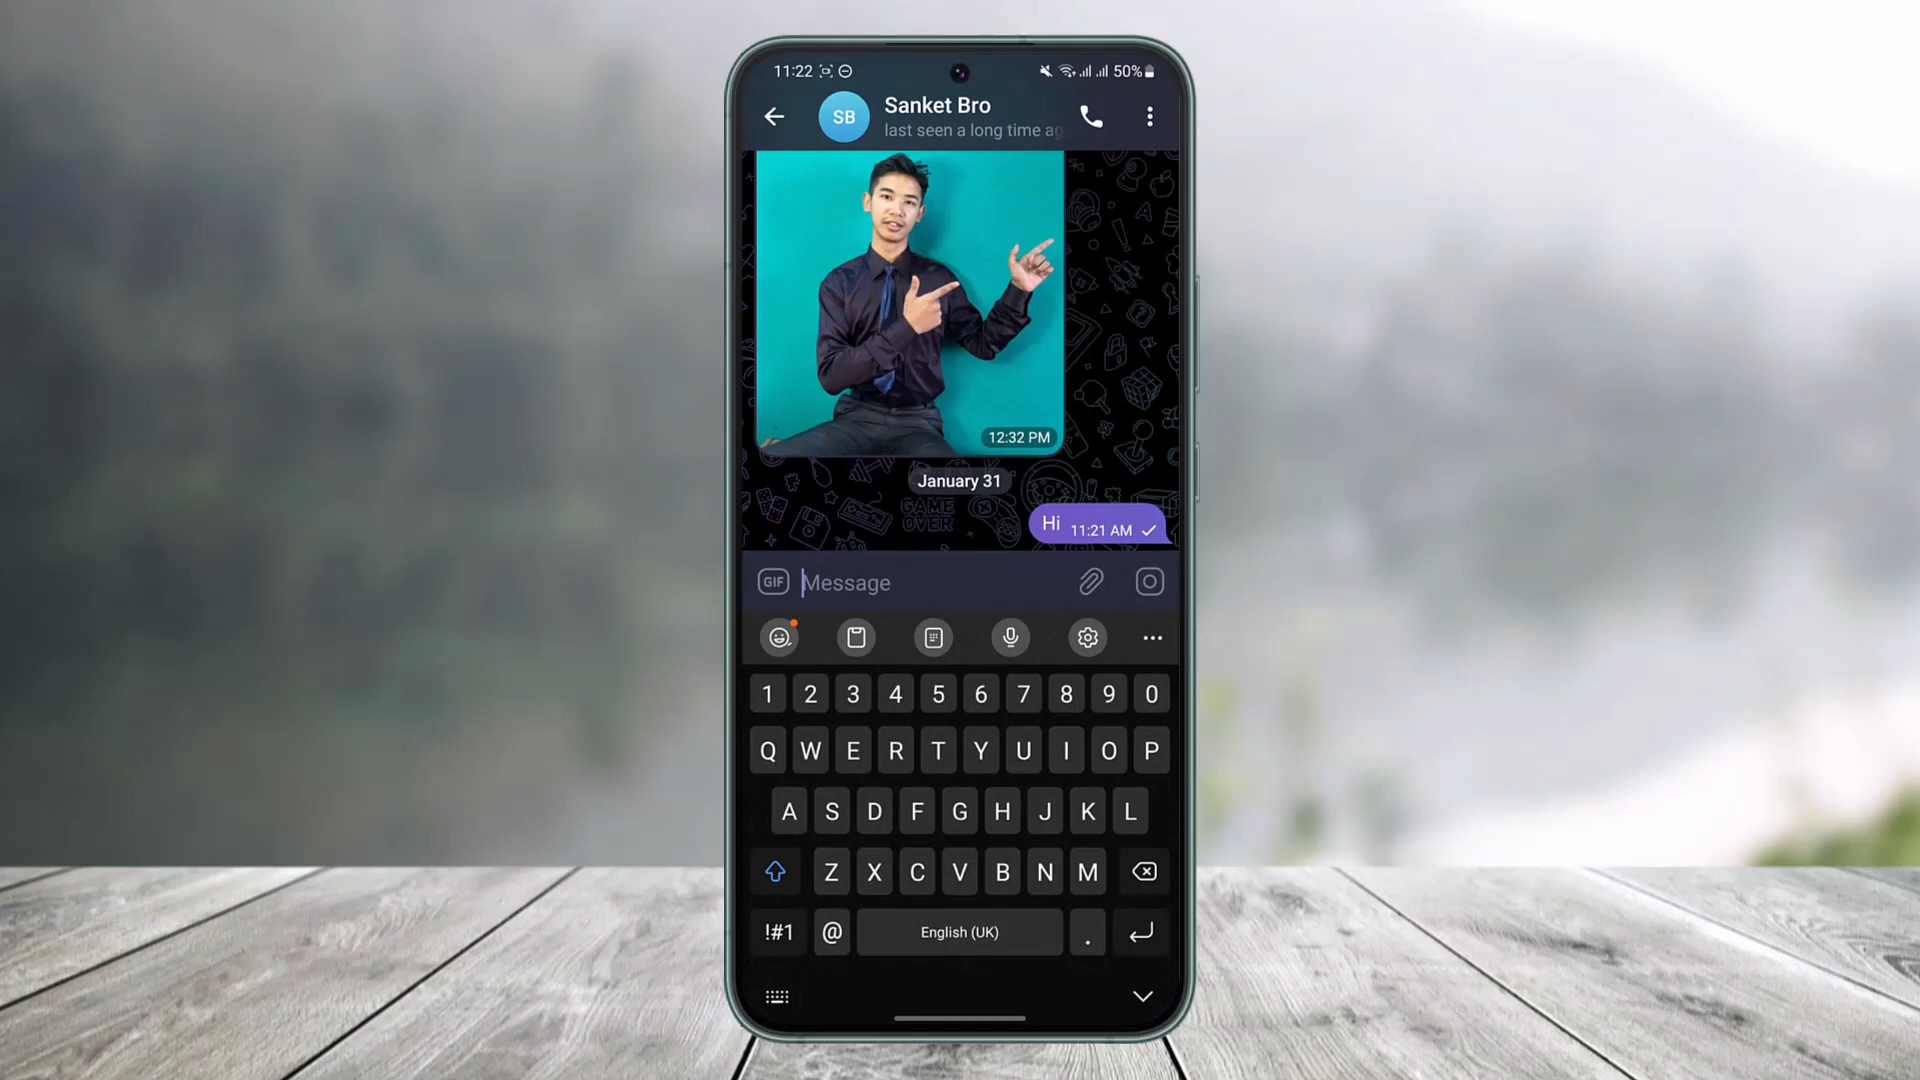 11:22 50%
SB Sanket Bro
last seen a long time ag
12:32 PM
January 31
GAME
OVER
Hi 11:21 AM
GIF Message
1 2 3 4 5 6 7 8 9 0
Q W E R T Y U I O P
A S D F G H J K L
Z X C V B N M
!#1 @ English (UK) .